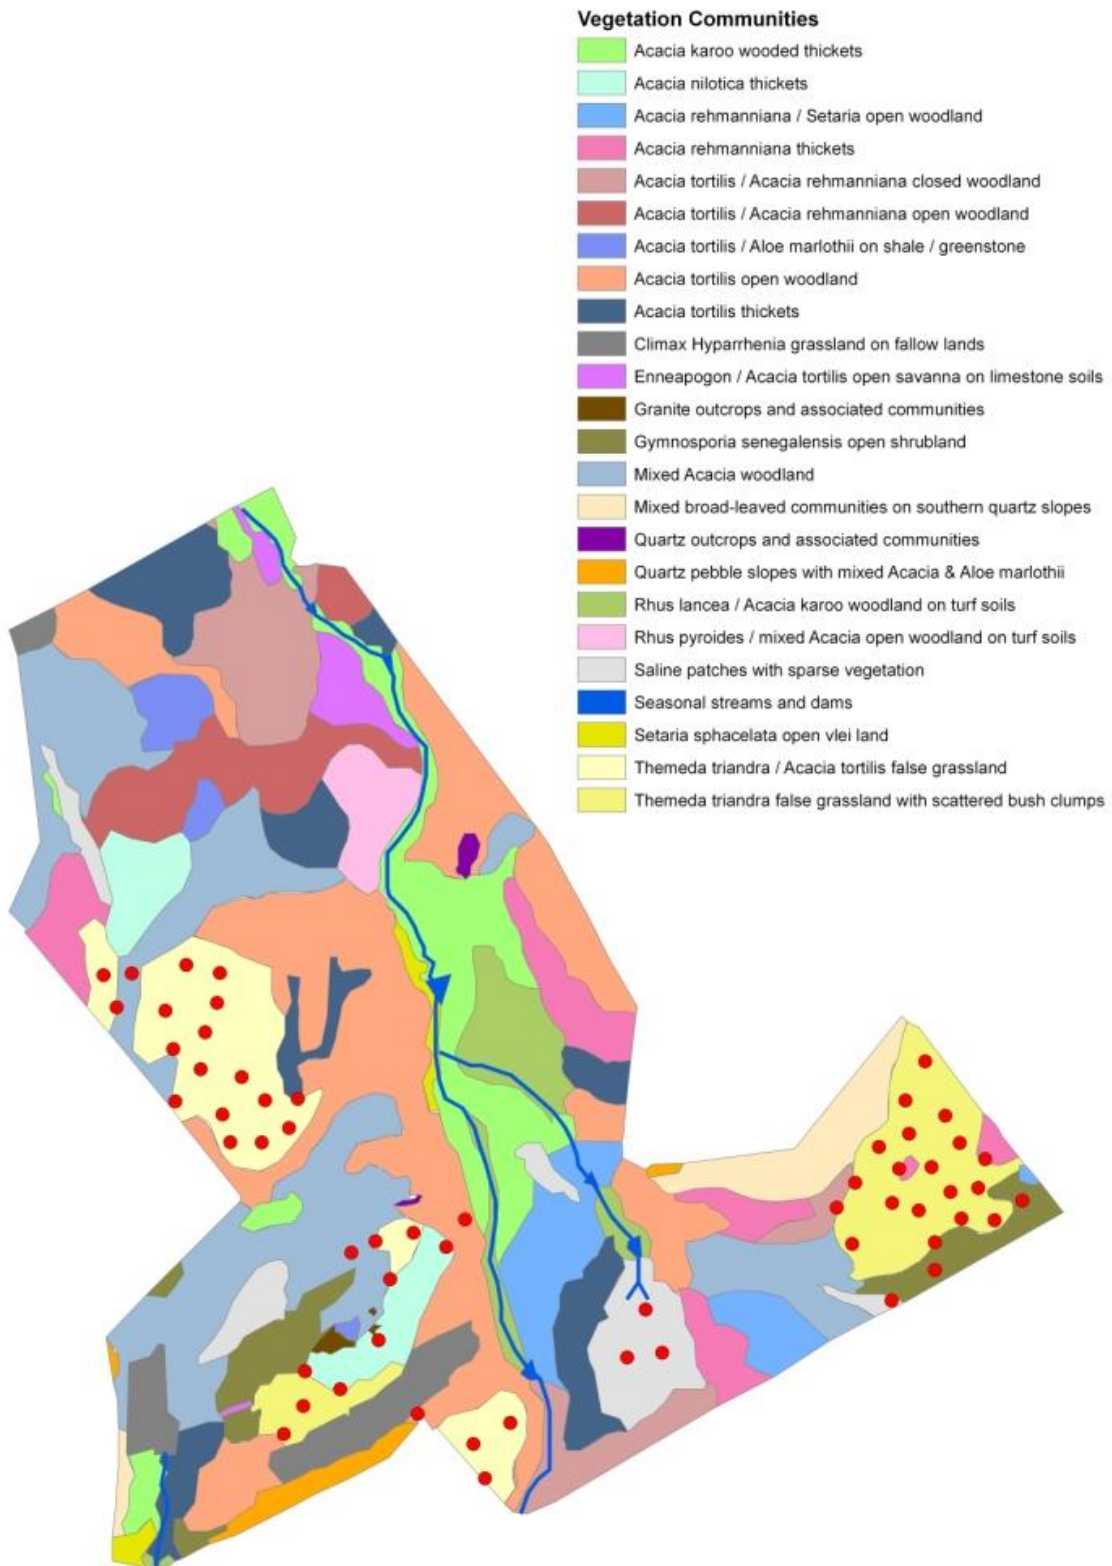 Vegetation Communities
Acacia karoo wooded thickets
Acacia nilotica thickets
Acacia rehmanniana / Setaria open woodland
Acacia rehmanniana thickets
Acacia tortilis / Acacia rehmanniana closed woodland
Acacia tortilis / Acacia rehmanniana open woodland
Acacia tortilis / Aloe marlothii on shale / greenstone
Acacia tortilis open woodland
Acacia tortilis thickets
Climax Hyparrhenia grassland on fallow lands
Enneapogon / Acacia tortilis open savanna on limestone soils
Granite outcrops and associated communities
Gymnosporia senegalensis open shrubland
Mixed Acacia woodland
Mixed broad-leaved communities on southern quartz slopes
Quartz outcrops and associated communities
Quartz pebble slopes with mixed Acacia & Aloe marlothii
Rhus lancea / Acacia karoo woodland on turf soils
Rhus pyroides / mixed Acacia open woodland on turf soils
Saline patches with sparse vegetation
Seasonal streams and dams
Setaria sphacelata open vlei land
Themeda triandra / Acacia tortilis false grassland
Themeda triandra false grassland with scattered bush clumps